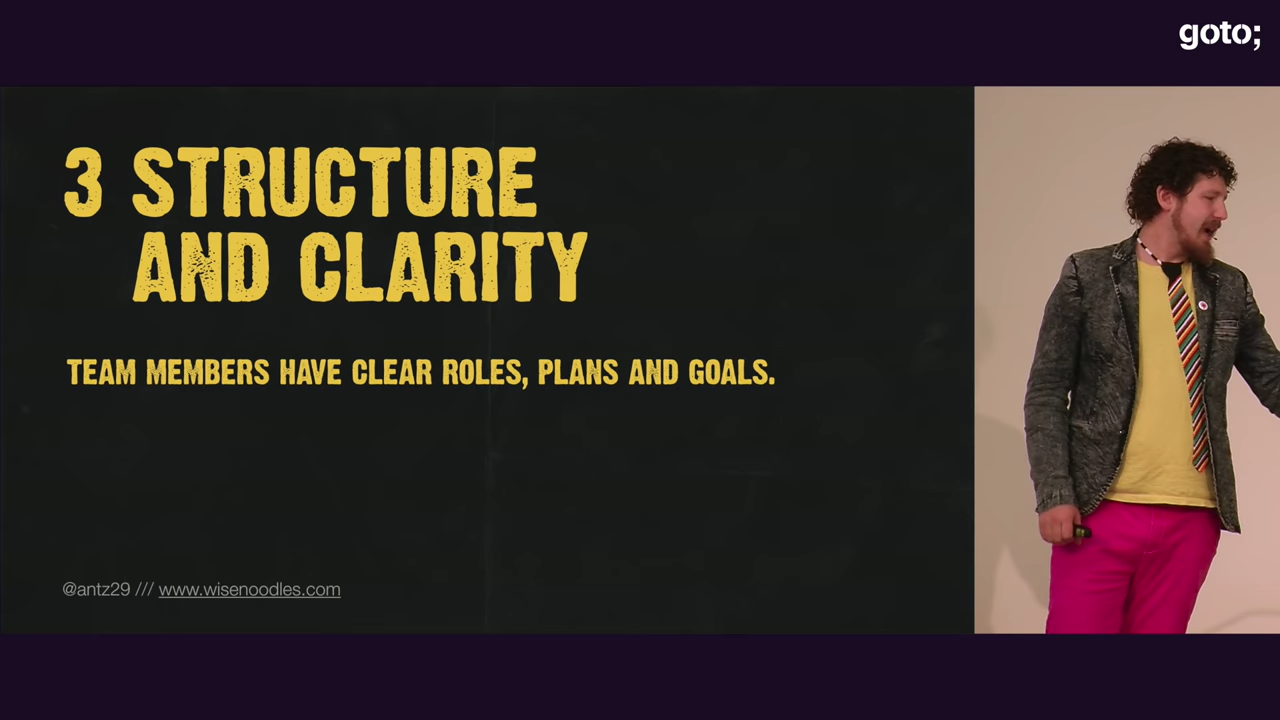 goto;
3 STRUCTURE
AND CLARITY
TEAM MEMBERS HAVE CLEAR ROLES, PLANS AND GOALS.
@antz29 /// www.wisenoodles.com